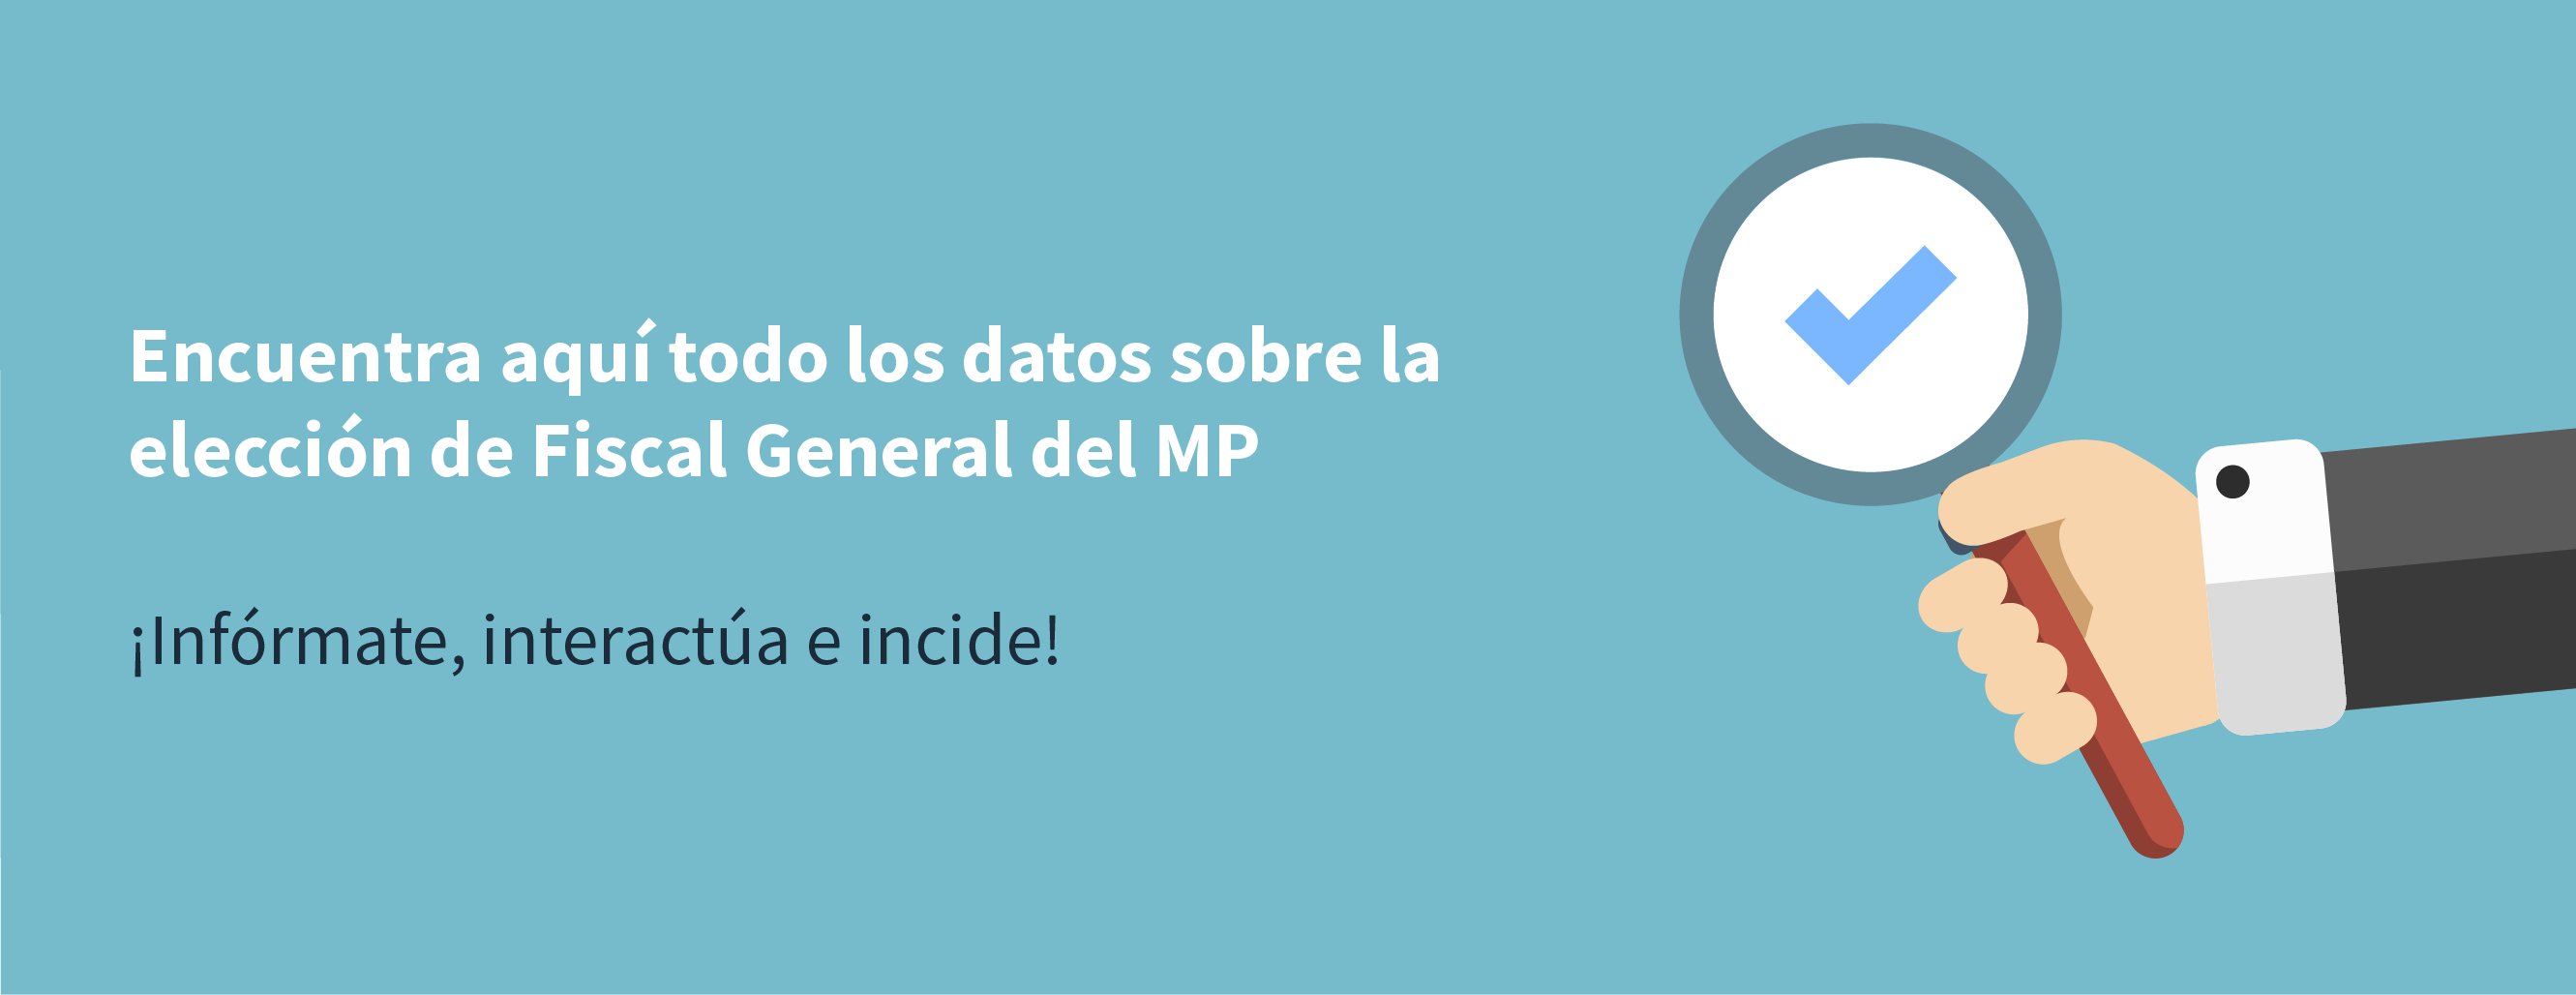 Encuentra aquí todo los datos sobre la
elección de Fiscal General del MP
¡Infórmate, interactúa e incide!